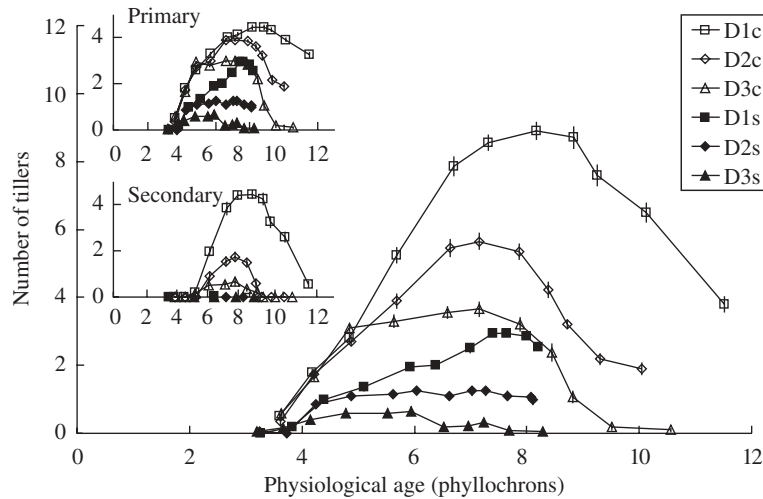 Primary
4
2
0
0 2 4 6 8 10 12
Secondary
4
2
0
0 2 4 6 8 10 12
12
10
8
6
4
2
0
0 2 4 6 8 10 12
Number of tillers
Physiological age (phyllochrons)
D1c
D2c
D3c
D1s
D2s
D3s